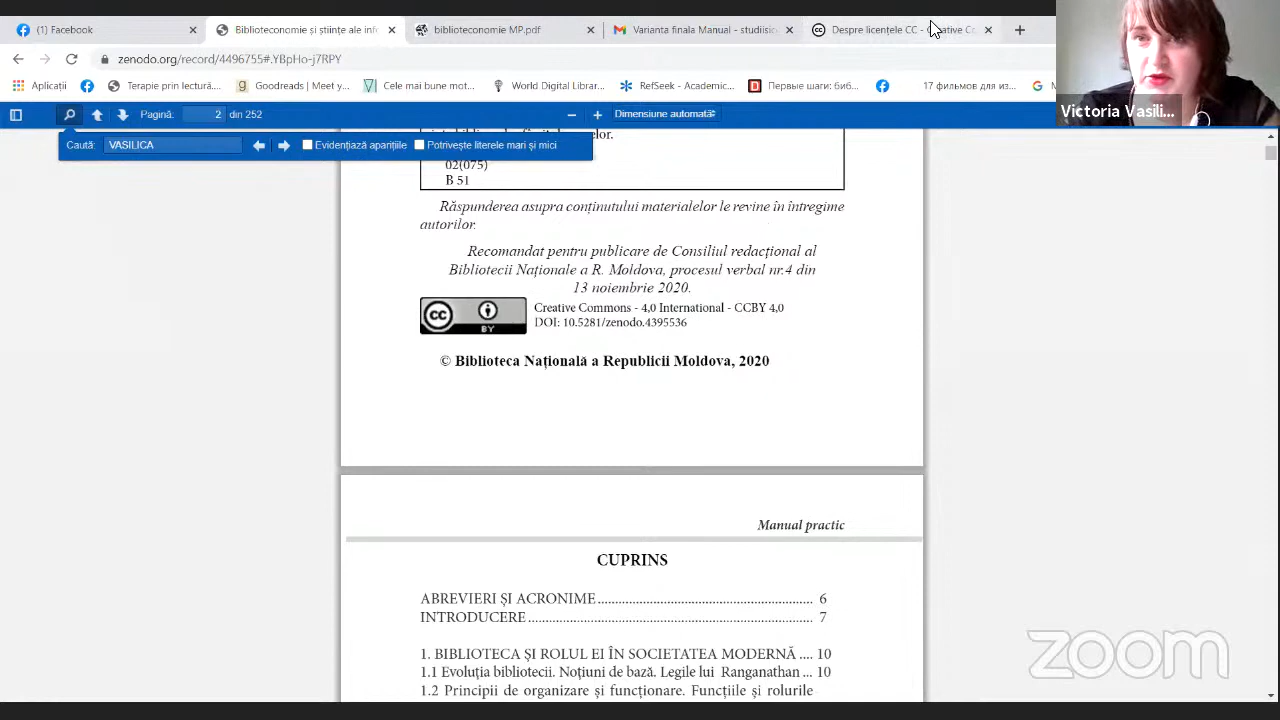 (1) Facebook
Biblioteconomie și științe ale inf
biblioteconomie MP.pdf
Varianta finala Manual - studiisic
Despre licențele CC - Creative Co
zenodo.org/record/4496755#.YBpHo-j7RPY
Aplicații
Terapie prin lectură...
Goodreads | Meet y...
Cele mai bune mot...
World Digital Library...
RefSeek - Academic...
Первые шаги: биб...
17 фильмов для из...
Victoria Vasili...
Pagină:
2
din 252
Dimensiune automată
Caută:
VASILICA
Evidențiază aparițiile
Potrivește literele mari și mici
02(075)
B 51
Răspunderea asupra conținutului materialelor le revine în întregime
autorilor.
Recomandat pentru publicare de Consiliul redacțional al
Bibliotecii Naționale a R. Moldova, procesul verbal nr.4 din
13 noiembrie 2020.
cc
BY
Creative Commons - 4,0 International - CCBY 4,0
DOI: 10.5281/zenodo.4395536
© Biblioteca Națională a Republicii Moldova, 2020
Manual practic
CUPRINS
ABREVIERI ȘI ACRONIME 6
INTRODUCERE 7
1. BIBLIOTECA ȘI ROLUL EI ÎN SOCIETATEA MODERNĂ .... 10
1.1 Evoluția bibliotecii. Noțiuni de bază. Legile lui Ranganathan ... 10
1.2 Principii de organizare și funcționare. Funcțiile și rolurile
zoom